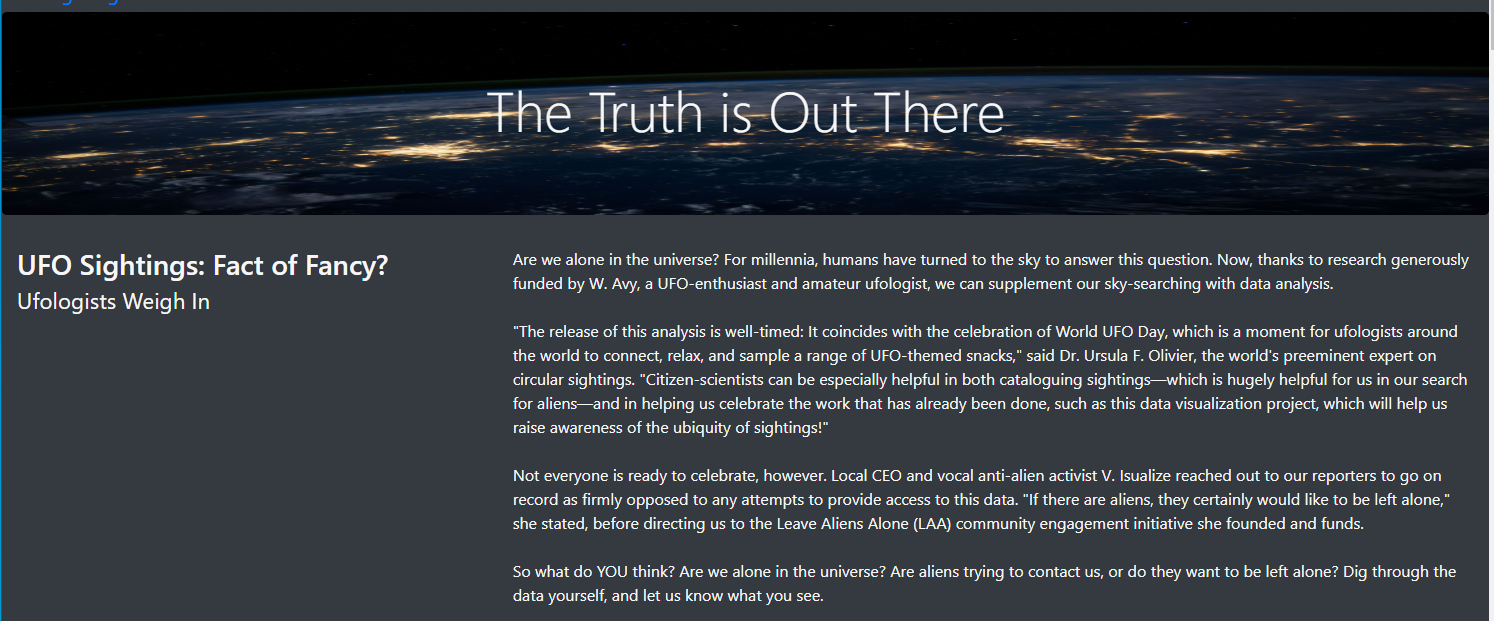 The Truth is Out There
UFO Sightings: Fact of Fancy?
Ufologists Weigh In
Are we alone in the universe? For millennia, humans have turned to the sky to answer this question. Now, thanks to research generously
funded by W. Avy, a UFO-enthusiast and amateur ufologist, we can supplement our sky-searching with data analysis.
"The release of this analysis is well-timed: It coincides with the celebration of World UFO Day, which is a moment for ufologists around
the world to connect, relax, and sample a range of UFO-themed snacks," said Dr. Ursula F. Olivier, the world's preeminent expert on
circular sightings. "Citizen-scientists can be especially helpful in both cataloguing sightings—which is hugely helpful for us in our search
for aliens—and in helping us celebrate the work that has already been done, such as this data visualization project, which will help us
raise awareness of the ubiquity of sightings!"
Not everyone is ready to celebrate, however. Local CEO and vocal anti-alien activist V. Isualize reached out to our reporters to go on
record as firmly opposed to any attempts to provide access to this data. "If there are aliens, they certainly would like to be left alone,"
she stated, before directing us to the Leave Aliens Alone (LAA) community engagement initiative she founded and funds.
So what do YOU think? Are we alone in the universe? Are aliens trying to contact us, or do they want to be left alone? Dig through the
data yourself, and let us know what you see.